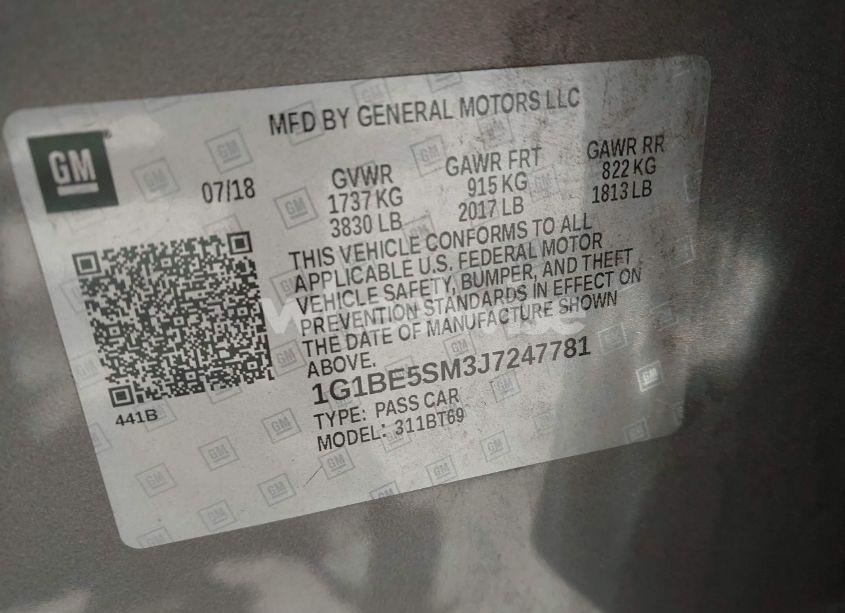 MFD BY GENERAL MOTORS LLC
GM
07/18
GVWR
1737 KG
3830 LB
GAWR FRT
915 KG
2017 LB
GAWR RR
822 KG
1813 LB
THIS VEHICLE CONFORMS TO ALL
APPLICABLE U.S. FEDERAL MOTOR
VEHICLE SAFETY, BUMPER, AND THEFT
PREVENTION STANDARDS IN EFFECT ON
THE DATE OF MANUFACTURE SHOWN
ABOVE.
1G1BE5SM3J7247781
TYPE: PASS CAR
MODEL: 311BT69
441B